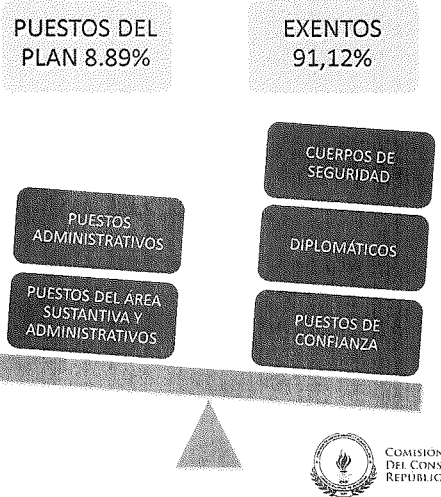 PUESTOS DEL
PLAN 8.89%
EXENTOS
91,12%
CUERPOS DE
SEGURIDAD
PUESTOS
ADMINISTRATIVOS
DIPLOMÁTICOS
PUESTOS DEL ÁREA
SUSTANTIVA Y
ADMINISTRATIVOS
PUESTOS DE
CONFIANZA
COMISIÓN
DEL CONS
REPÚBLIC